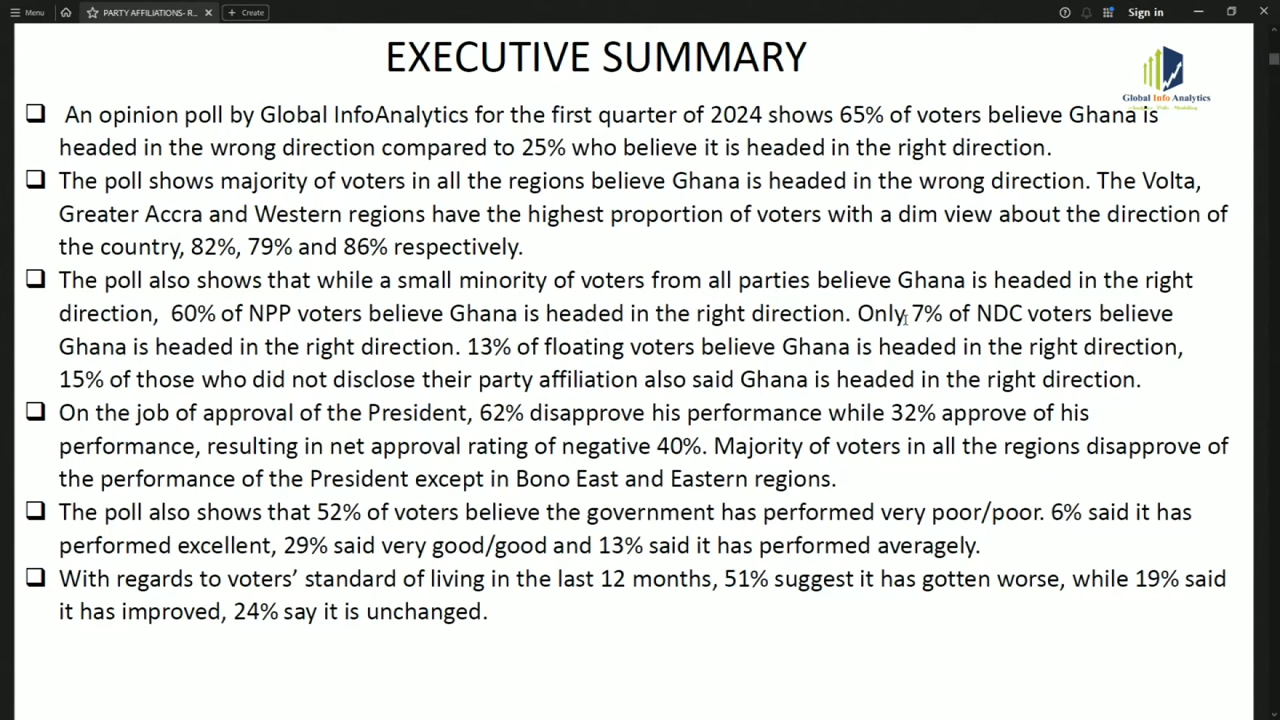 Menu
PARTY AFFILIATIONS- R...
Create
Sign in
EXECUTIVE SUMMARY
Global Info Analytics
An opinion poll by Global InfoAnalytics for the first quarter of 2024 shows 65% of voters believe Ghana is
headed in the wrong direction compared to 25% who believe it is headed in the right direction.
The poll shows majority of voters in all the regions believe Ghana is headed in the wrong direction. The Volta,
Greater Accra and Western regions have the highest proportion of voters with a dim view about the direction of
the country, 82%, 79% and 86% respectively.
The poll also shows that while a small minority of voters from all parties believe Ghana is headed in the right
direction, 60% of NPP voters believe Ghana is headed in the right direction. Only 7% of NDC voters believe
Ghana is headed in the right direction. 13% of floating voters believe Ghana is headed in the right direction,
15% of those who did not disclose their party affiliation also said Ghana is headed in the right direction.
On the job of approval of the President, 62% disapprove his performance while 32% approve of his
performance, resulting in net approval rating of negative 40%. Majority of voters in all the regions disapprove of
the performance of the President except in Bono East and Eastern regions.
The poll also shows that 52% of voters believe the government has performed very poor/poor. 6% said it has
performed excellent, 29% said very good/good and 13% said it has performed averagely.
With regards to voters’ standard of living in the last 12 months, 51% suggest it has gotten worse, while 19% said
it has improved, 24% say it is unchanged.